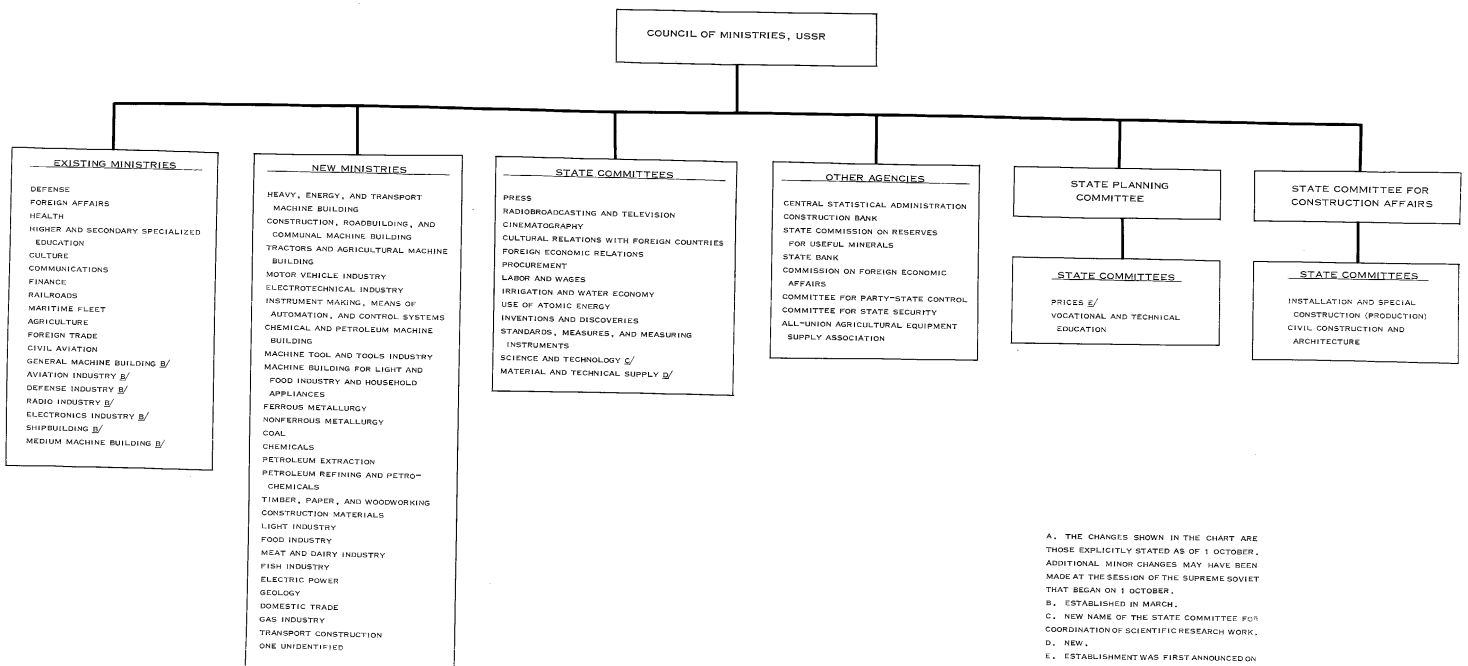 COUNCIL OF MINISTRIES, USSR
EXISTING MINISTRIES
DEFENSE
FOREIGN AFFAIRS
HEALTH
HIGHER AND SECONDARY SPECIALIZED
EDUCATION
CULTURE
COMMUNICATIONS
FINANCE
RAILROADS
MARITIME FLEET
AGRICULTURE
FOREIGN TRADE
CIVIL AVIATION
GENERAL MACHINE BUILDING B/
AVIATION INDUSTRY B/
DEFENSE INDUSTRY B/
RADIO INDUSTRY B/
ELECTRONICS INDUSTRY B/
SHIPBUILDING B/
MEDIUM MACHINE BUILDING B/
NEW MINISTRIES
HEAVY, ENERGY, AND TRANSPORT
MACHINE BUILDING
CONSTRUCTION, ROADBUILDING, AND
COMMUNAL MACHINE BUILDING
TRACTORS AND AGRICULTURAL MACHINE
BUILDING
MOTOR VEHICLE INDUSTRY
ELECTROTECHNICAL INDUSTRY
INSTRUMENT MAKING, MEANS OF
AUTOMATION, AND CONTROL SYSTEMS
CHEMICAL AND PETROLEUM MACHINE
BUILDING
MACHINE TOOL AND TOOLS INDUSTRY
MACHINE BUILDING FOR LIGHT AND
FOOD INDUSTRY AND HOUSEHOLD
APPLIANCES
FERROUS METALLURGY
NONFERROUS METALLURGY
COAL
CHEMICALS
PETROLEUM EXTRACTION
PETROLEUM REFINING AND PETRO-
CHEMICALS
TIMBER, PAPER, AND WOODWORKING
CONSTRUCTION MATERIALS
LIGHT INDUSTRY
FOOD INDUSTRY
MEAT AND DAIRY INDUSTRY
FISH INDUSTRY
ELECTRIC POWER
GEOLOGY
DOMESTIC TRADE
GAS INDUSTRY
TRANSPORT CONSTRUCTION
ONE UNIDENTIFIED
STATE COMMITTEES
PRESS
RADIOBROADCASTING AND TELEVISION
CINEMATOGRAPHY
CULTURAL RELATIONS WITH FOREIGN COUNTRIES
FOREIGN ECONOMIC RELATIONS
PROCUREMENT
LABOR AND WAGES
IRRIGATION AND WATER ECONOMY
USE OF ATOMIC ENERGY
INVENTIONS AND DISCOVERIES
STANDARDS, MEASURES, AND MEASURING
INSTRUMENTS
SCIENCE AND TECHNOLOGY C/
MATERIAL AND TECHNICAL SUPPLY D/
OTHER AGENCIES
CENTRAL STATISTICAL ADMINISTRATION
CONSTRUCTION BANK
STATE COMMISSION ON RESERVES
FOR USEFUL MINERALS
STATE BANK
COMMISSION ON FOREIGN ECONOMIC
AFFAIRS
COMMITTEE FOR PARTY-STATE CONTROL
COMMITTEE FOR STATE SECURITY
ALL-UNION AGRICULTURAL EQUIPMENT
SUPPLY ASSOCIATION
STATE PLANNING
COMMITTEE
STATE COMMITTEES
PRICES E/
VOCATIONAL AND TECHNICAL
EDUCATION
STATE COMMITTEE FOR
CONSTRUCTION AFFAIRS
STATE COMMITTEES
INSTALLATION AND SPECIAL
CONSTRUCTION (PRODUCTION)
CIVIL CONSTRUCTION AND
ARCHITECTURE
A. THE CHANGES SHOWN IN THE CHART ARE
THOSE EXPLICITLY STATED AS OF 1 OCTOBER.
ADDITIONAL MINOR CHANGES MAY HAVE BEEN
MADE AT THE SESSION OF THE SUPREME SOVIET
THAT BEGAN ON 1 OCTOBER.
B. ESTABLISHED IN MARCH.
C. NEW NAME OF THE STATE COMMITTEE FOR
COORDINATION OF SCIENTIFIC RESEARCH WORK.
D. NEW.
E. ESTABLISHMENT WAS FIRST ANNOUNCED ON